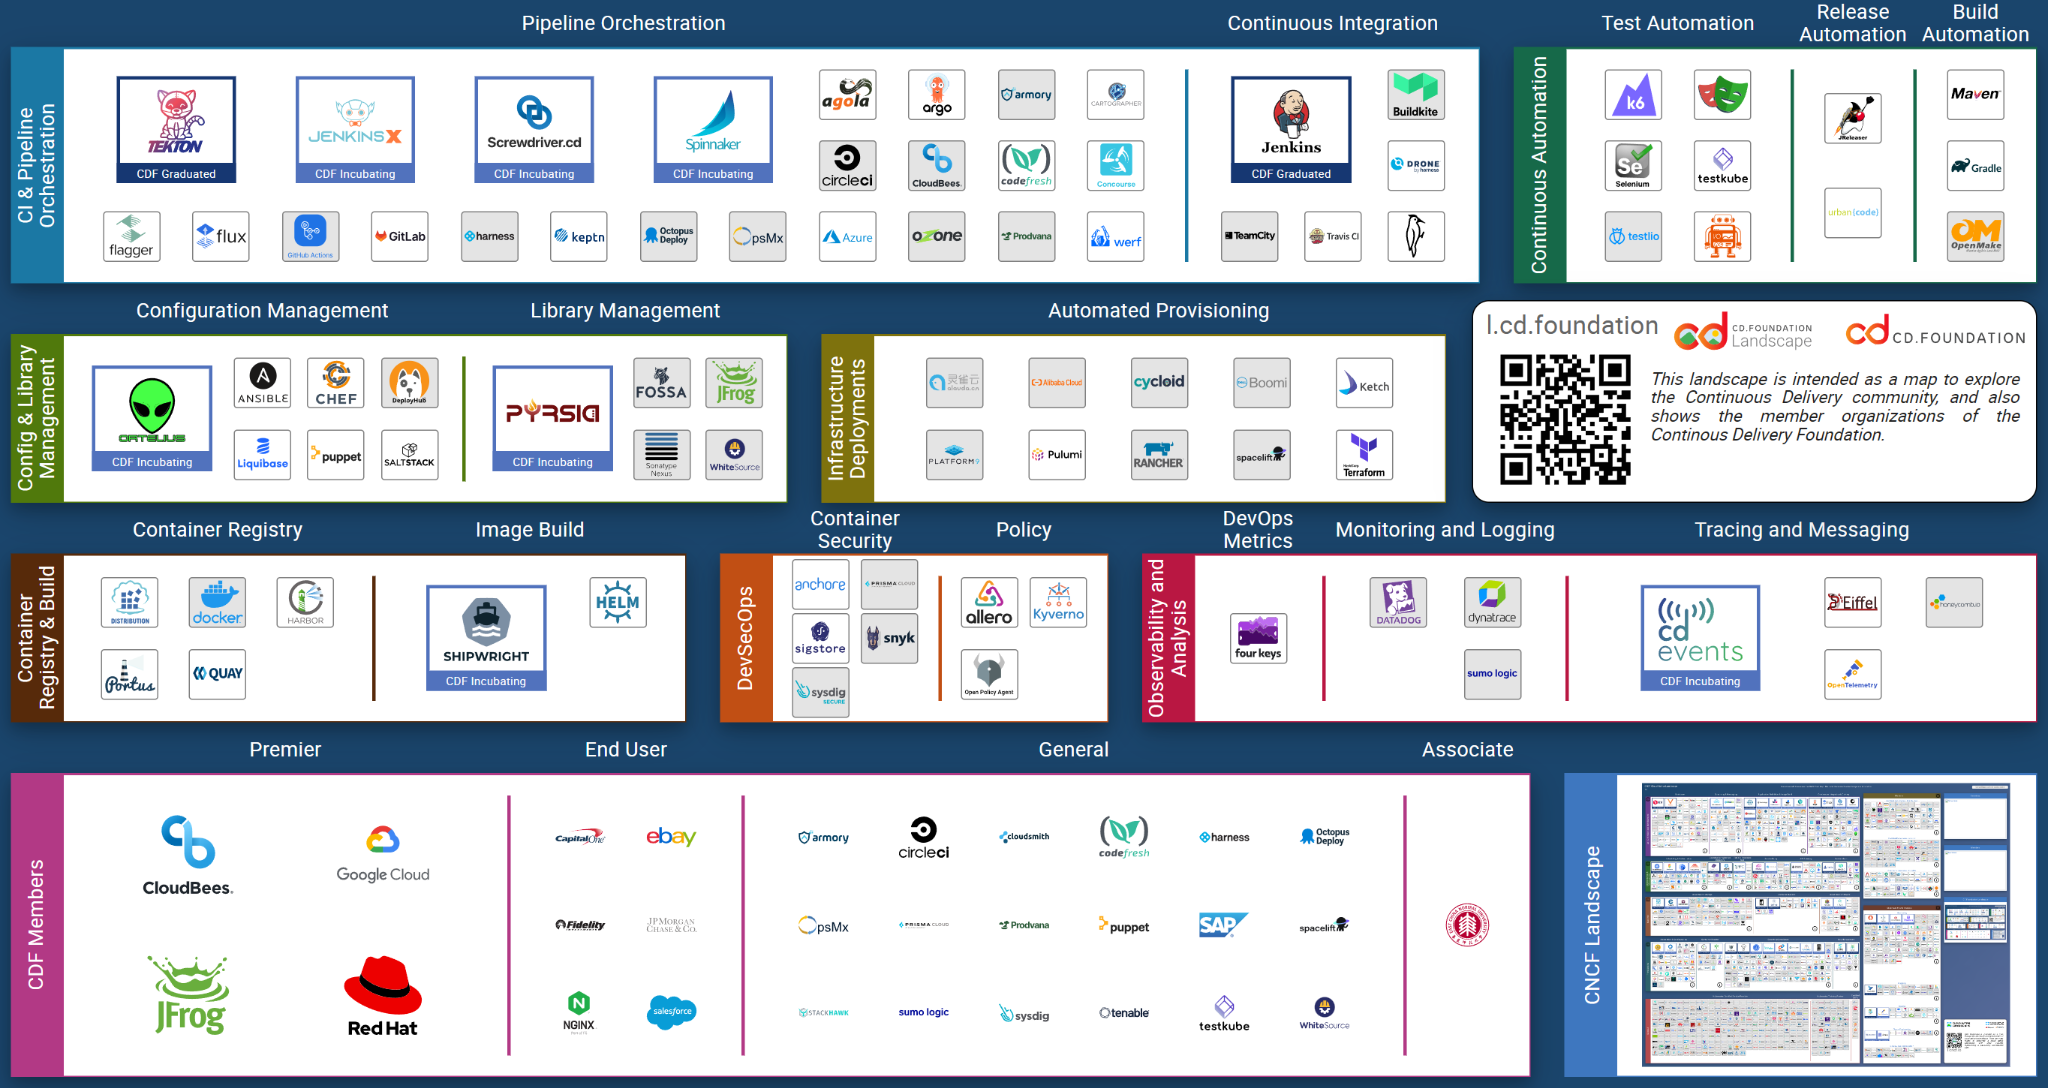 Pipeline Orchestration
Continuous Integration
Test Automation
Release
Automation
Build
Automation
CI & Pipeline
Orchestration
TEKTON
CDF Graduated
JENKINS X
CDF Incubating
Screwdriver.cd
CDF Incubating
Spinnaker
CDF Incubating
agola
argo
armory
CARTOGRAPHER
circleci
CloudBees.
codefresh
Concourse
flagger
flux
GitHub Actions
GitLab
harness
keptn
Octopus
Deploy
OpsMx
Azure
ozone
Prodvana
werf
Jenkins
CDF Graduated
Buildkite
DRONE
by harness
TeamCity
Travis CI
Continuous Automation
k6
Se
Selenium
testkube
testlio
JReleaser
urban{code}
Maven
Gradle
OM
OpenMake
Configuration Management
Library Management
Automated Provisioning
Config & Library
Management
ORTELIUS
CDF Incubating
ANSIBLE
CHEF
DeployHub
Liquibase
puppet
SALTSTACK
PYRSIA
CDF Incubating
FOSSA
JFrog
Sonatype
Nexus
WhiteSource
Infrastructure
Deployments
灵雀云
alauda.cn
Alibaba Cloud
cycloid
Boomi
Ketch
PLATFORM9
Pulumi
RANCHER
spacelift
HashiCorp
Terraform
l.cd.foundation
cd
CD.FOUNDATION
Landscape
cd
CD.FOUNDATION
This landscape is intended as a map to explore
the Continuous Delivery community, and also
shows the member organizations of the
Continous Delivery Foundation.
Container Registry
Image Build
Container
Security
Policy
DevOps
Metrics
Monitoring and Logging
Tracing and Messaging
Container
Registry & Build
DISTRIBUTION
docker
HARBOR
Portus
QUAY
SHIPWRIGHT
CDF Incubating
HELM
DevSecOps
anchore
PRISMA CLOUD
sigstore
snyk
sysdig
SECURE
allero
Kyverno
Open Policy Agent
Observability and
Analysis
four keys
DATADOG
dynatrace
sumo logic
cd
events
CDF Incubating
Eiffel
honeycomb.io
OpenTelemetry
Premier
End User
General
Associate
CDF Members
CloudBees.
Google Cloud
JFrog
Red Hat
Capital One
ebay
Fidelity
JPMORGAN
CHASE & CO.
NGINX
salesforce
armory
circleci
cloudsmith
codefresh
harness
Octopus
Deploy
OpsMx
PRISMA CLOUD
Prodvana
puppet
SAP
spacelift
STACKHAWK
sumo logic
sysdig
tenable
testkube
WhiteSource
CNCF Landscape